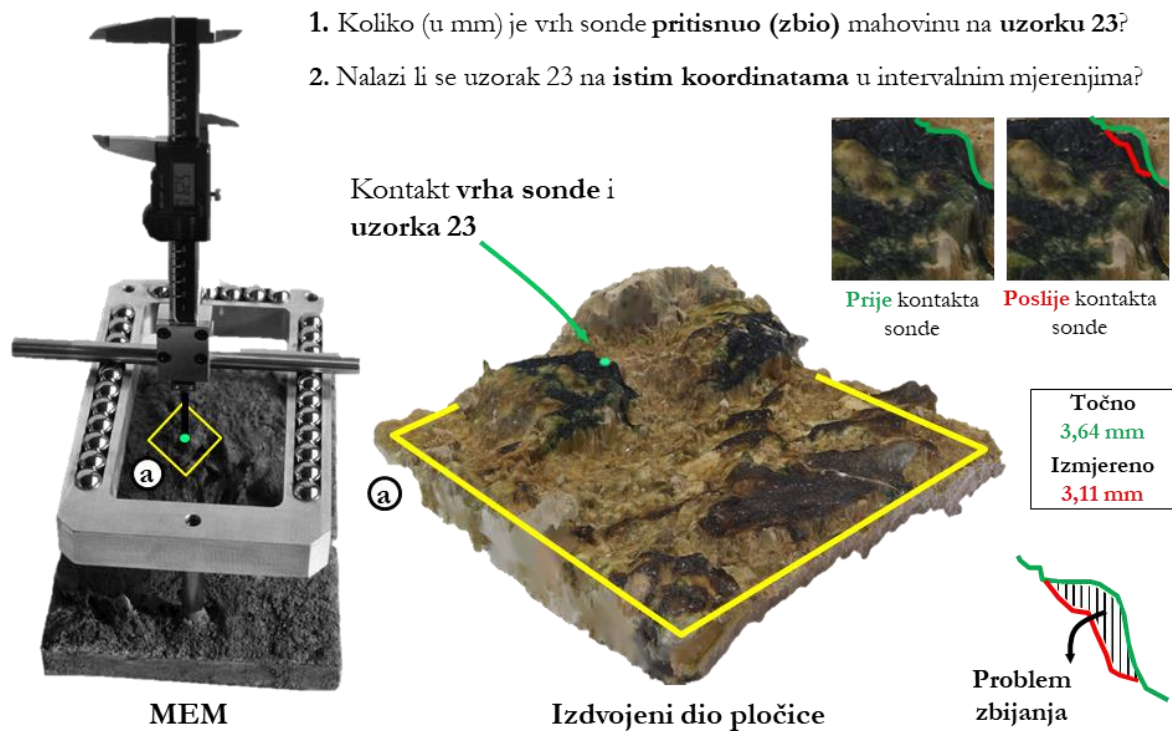 1. Koliko (u mm) je vrh sonde pritisnuo (zbio) mahovinu na uzorku 23?
2. Nalazi li se uzorak 23 na istim koordinatama u intervalnim mjerenjima?
Kontakt vrha sonde i
uzorka 23
Prije kontakta
sonde
Poslije kontakta
sonde
Točno
3,64 mm
Izmjereno
3,11 mm
a
a
Problem
zbijanja
MEM
Izdvojeni dio pločice